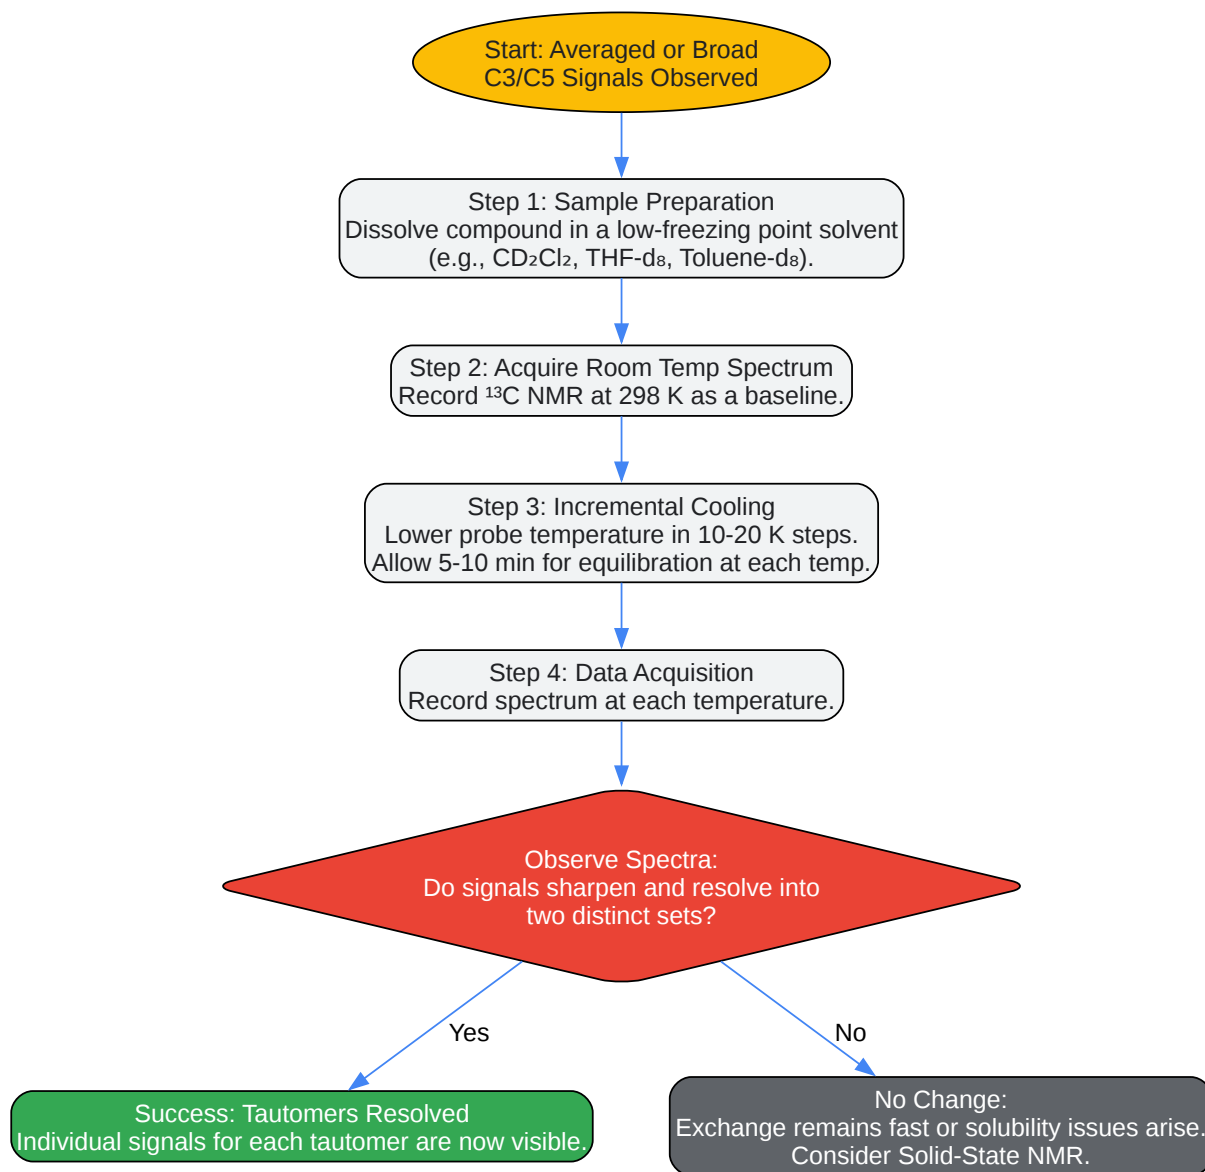 Start: Averaged or Broad
C3/C5 Signals Observed
Step 1: Sample Preparation
Dissolve compound in a low-freezing point solvent
(e.g., CD₂Cl₂, THF-d₈, Toluene-d₈).
Step 2: Acquire Room Temp Spectrum
Record ¹³C NMR at 298 K as a baseline.
Step 3: Incremental Cooling
Lower probe temperature in 10-20 K steps.
Allow 5-10 min for equilibration at each temp.
Step 4: Data Acquisition
Record spectrum at each temperature.
Observe Spectra:
Do signals sharpen and resolve into
two distinct sets?
Yes
No
Success: Tautomers Resolved
Individual signals for each tautomer are now visible.
No Change:
Exchange remains fast or solubility issues arise.
Consider Solid-State NMR.